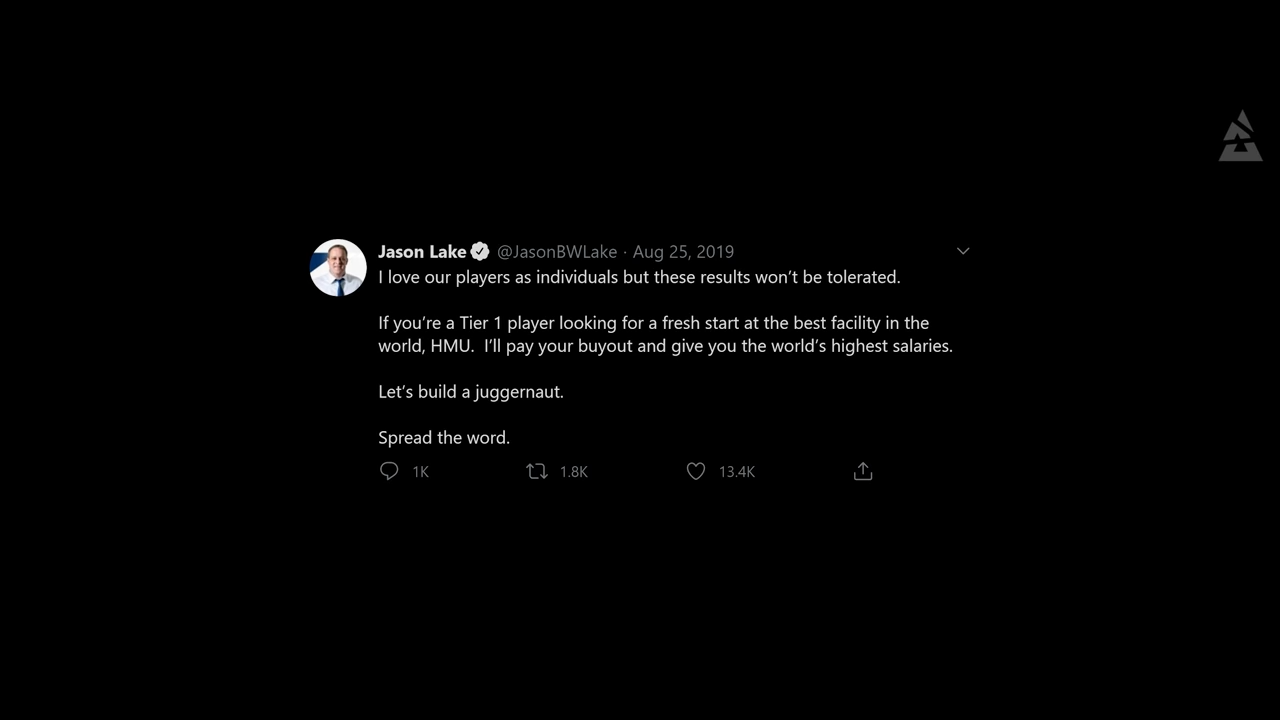 Jason Lake @JasonBWLake · Aug 25, 2019
I love our players as individuals but these results won’t be tolerated.
If you’re a Tier 1 player looking for a fresh start at the best facility in the
world, HMU.  I’ll pay your buyout and give you the world’s highest salaries.
Let’s build a juggernaut.
Spread the word.
1K 1.8K 13.4K